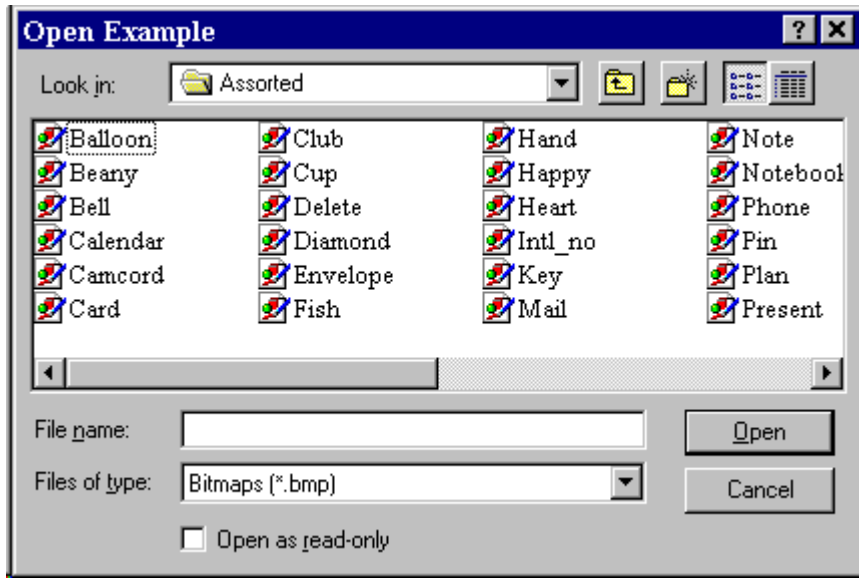 Open Example
Look in: Assorted
Balloon Club Hand Note
Beany Cup Happy Notebook
Bell Delete Heart Phone
Calendar Diamond Intl_no Pin
Camcord Envelope Key Plan
Card Fish Mail Present
File name: Open
Files of type: Bitmaps (*.bmp) Cancel
Open as read-only